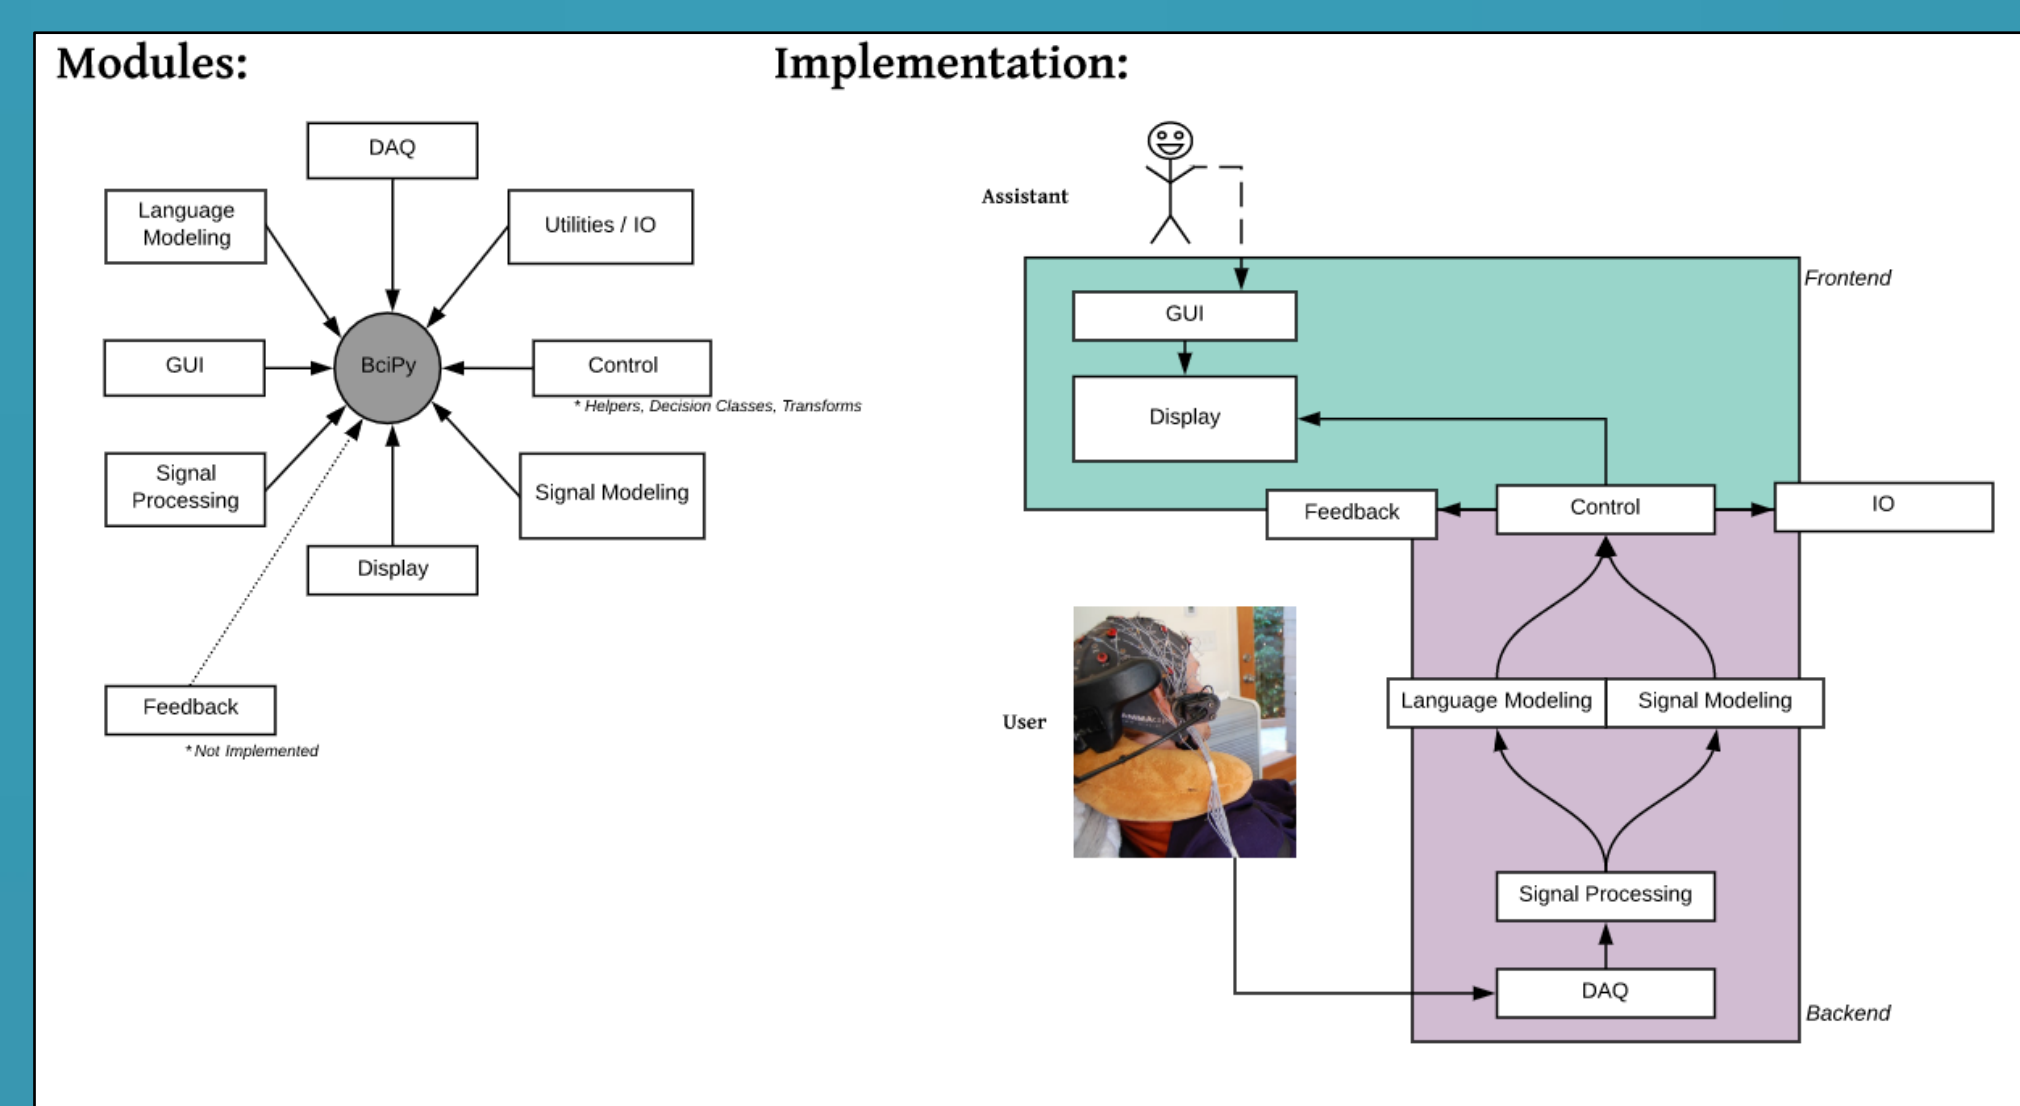 Modules:
Implementation:
DAQ
Language
Modeling
Utilities / IO
GUI
BciPy
Control
* Helpers, Decision Classes, Transforms
Signal
Processing
Signal Modeling
Display
Feedback
* Not Implemented
Assistant
Frontend
GUI
Display
Feedback
Control
IO
User
Language Modeling
Signal Modeling
Signal Processing
DAQ
Backend